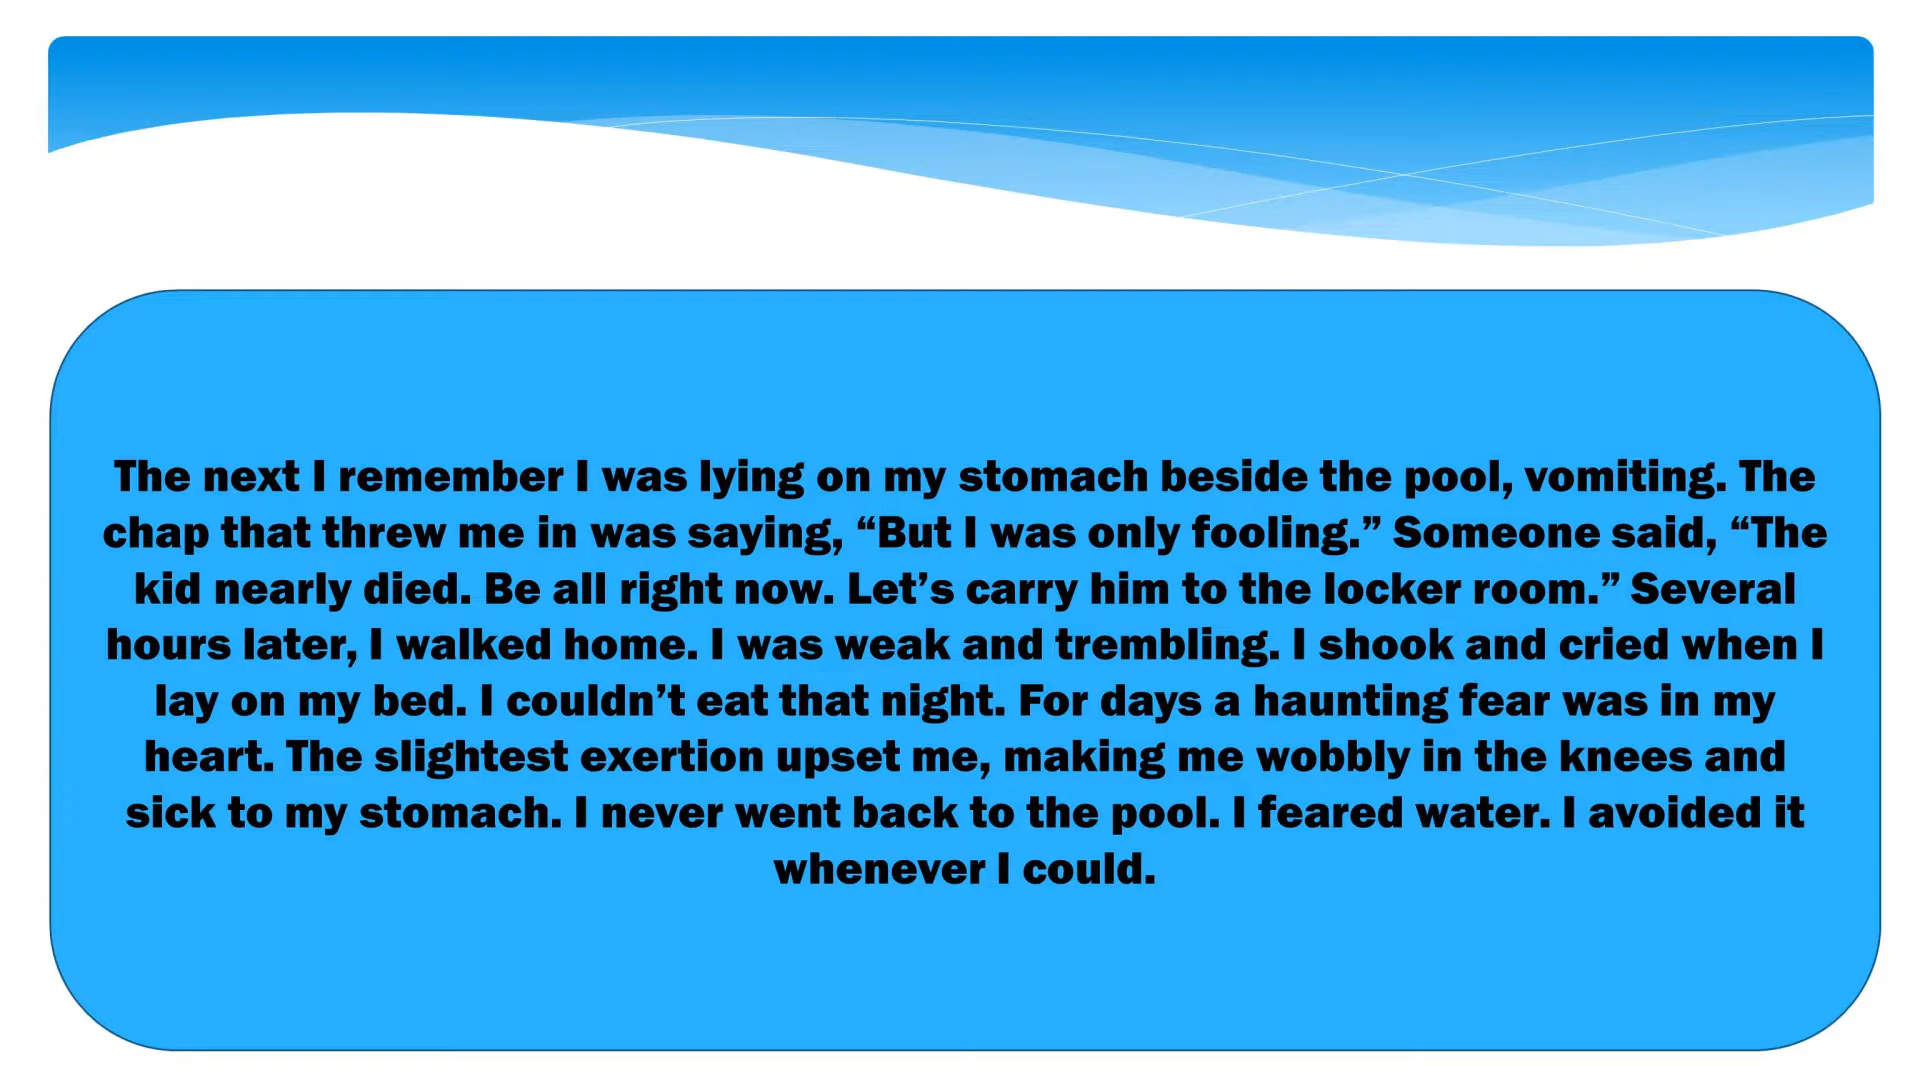 The next I remember I was lying on my stomach beside the pool, vomiting. The
chap that threw me in was saying, “But I was only fooling.” Someone said, “The
kid nearly died. Be all right now. Let’s carry him to the locker room.” Several
hours later, I walked home. I was weak and trembling. I shook and cried when I
lay on my bed. I couldn’t eat that night. For days a haunting fear was in my
heart. The slightest exertion upset me, making me wobbly in the knees and
sick to my stomach. I never went back to the pool. I feared water. I avoided it
whenever I could.